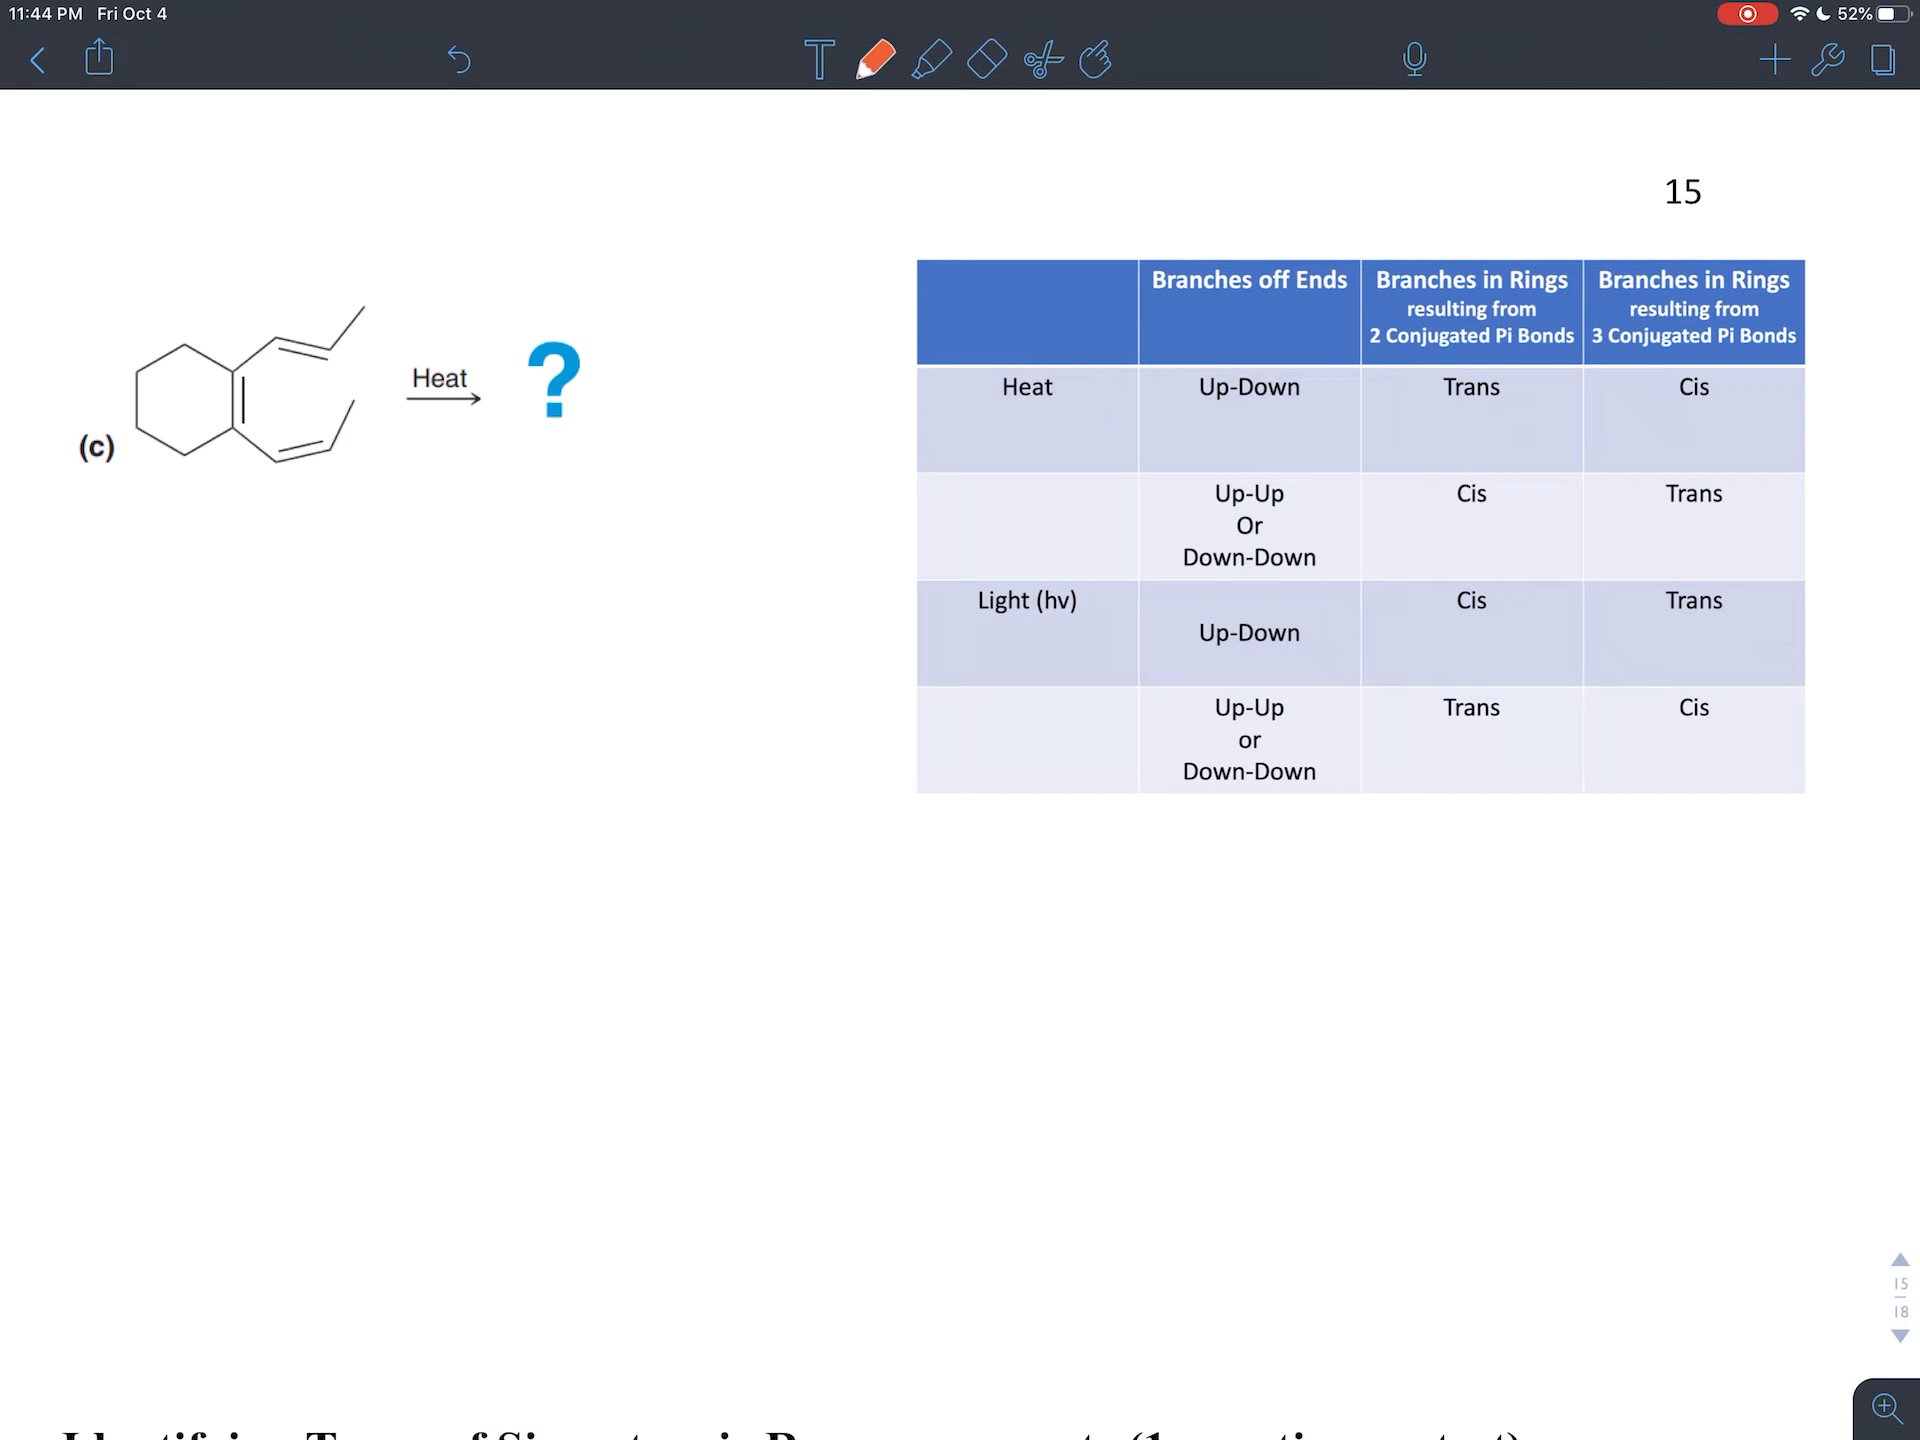 11:44 PM Fri Oct 4
52%
15
(c)
Heat
?
Branches off Ends
Branches in Rings
resulting from
2 Conjugated Pi Bonds
Branches in Rings
resulting from
3 Conjugated Pi Bonds
Heat
Up-Down
Trans
Cis
Up-Up
Or
Down-Down
Cis
Trans
Light (hv)
Up-Down
Cis
Trans
Up-Up
or
Down-Down
Trans
Cis
15
18